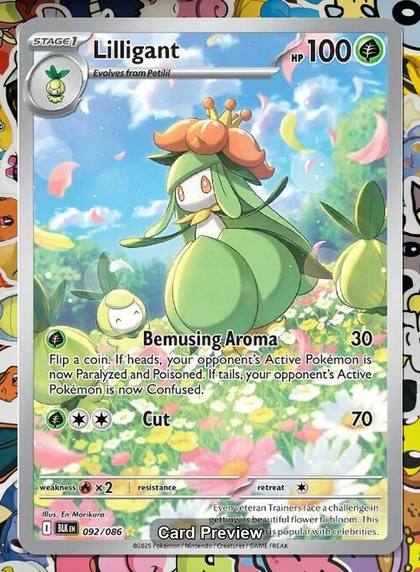 STAGE 1
Lilligant
HP 100
Evolves from Petilil
Bemusing Aroma 30
Flip a coin. If heads, your opponent's Active Pokémon is
now Paralyzed and Poisoned. If tails, your opponent's Active
Pokémon is now Confused.
Cut 70
weakness ×2 resistance retreat
Illus. En Morikura
I BLK EN 092/086
Even veteran Trainers face a challenge in
getting its beautiful flower to bloom. This
is popular with celebrities.
Card Preview
©2025 Pokémon / Nintendo / Creatures / GAME FREAK